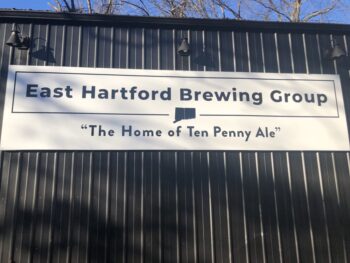 East Hartford Brewing Group
"The Home of Ten Penny Ale"